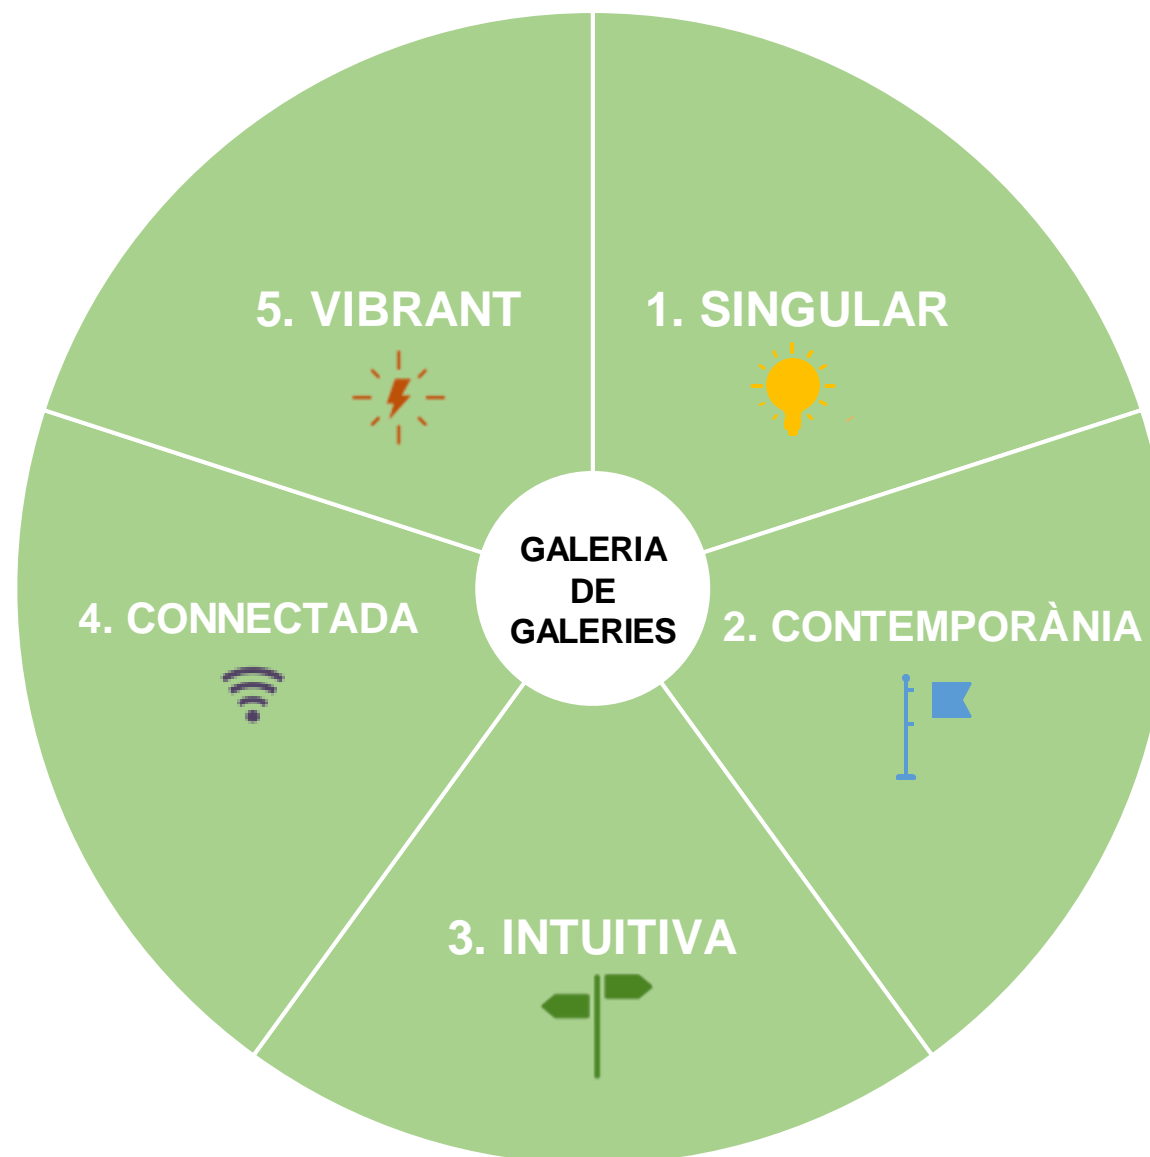 GALERIA
DE
GALERIES
1. SINGULAR
2. CONTEMPORÀNIA
3. INTUITIVA
4. CONNECTADA
5. VIBRANT